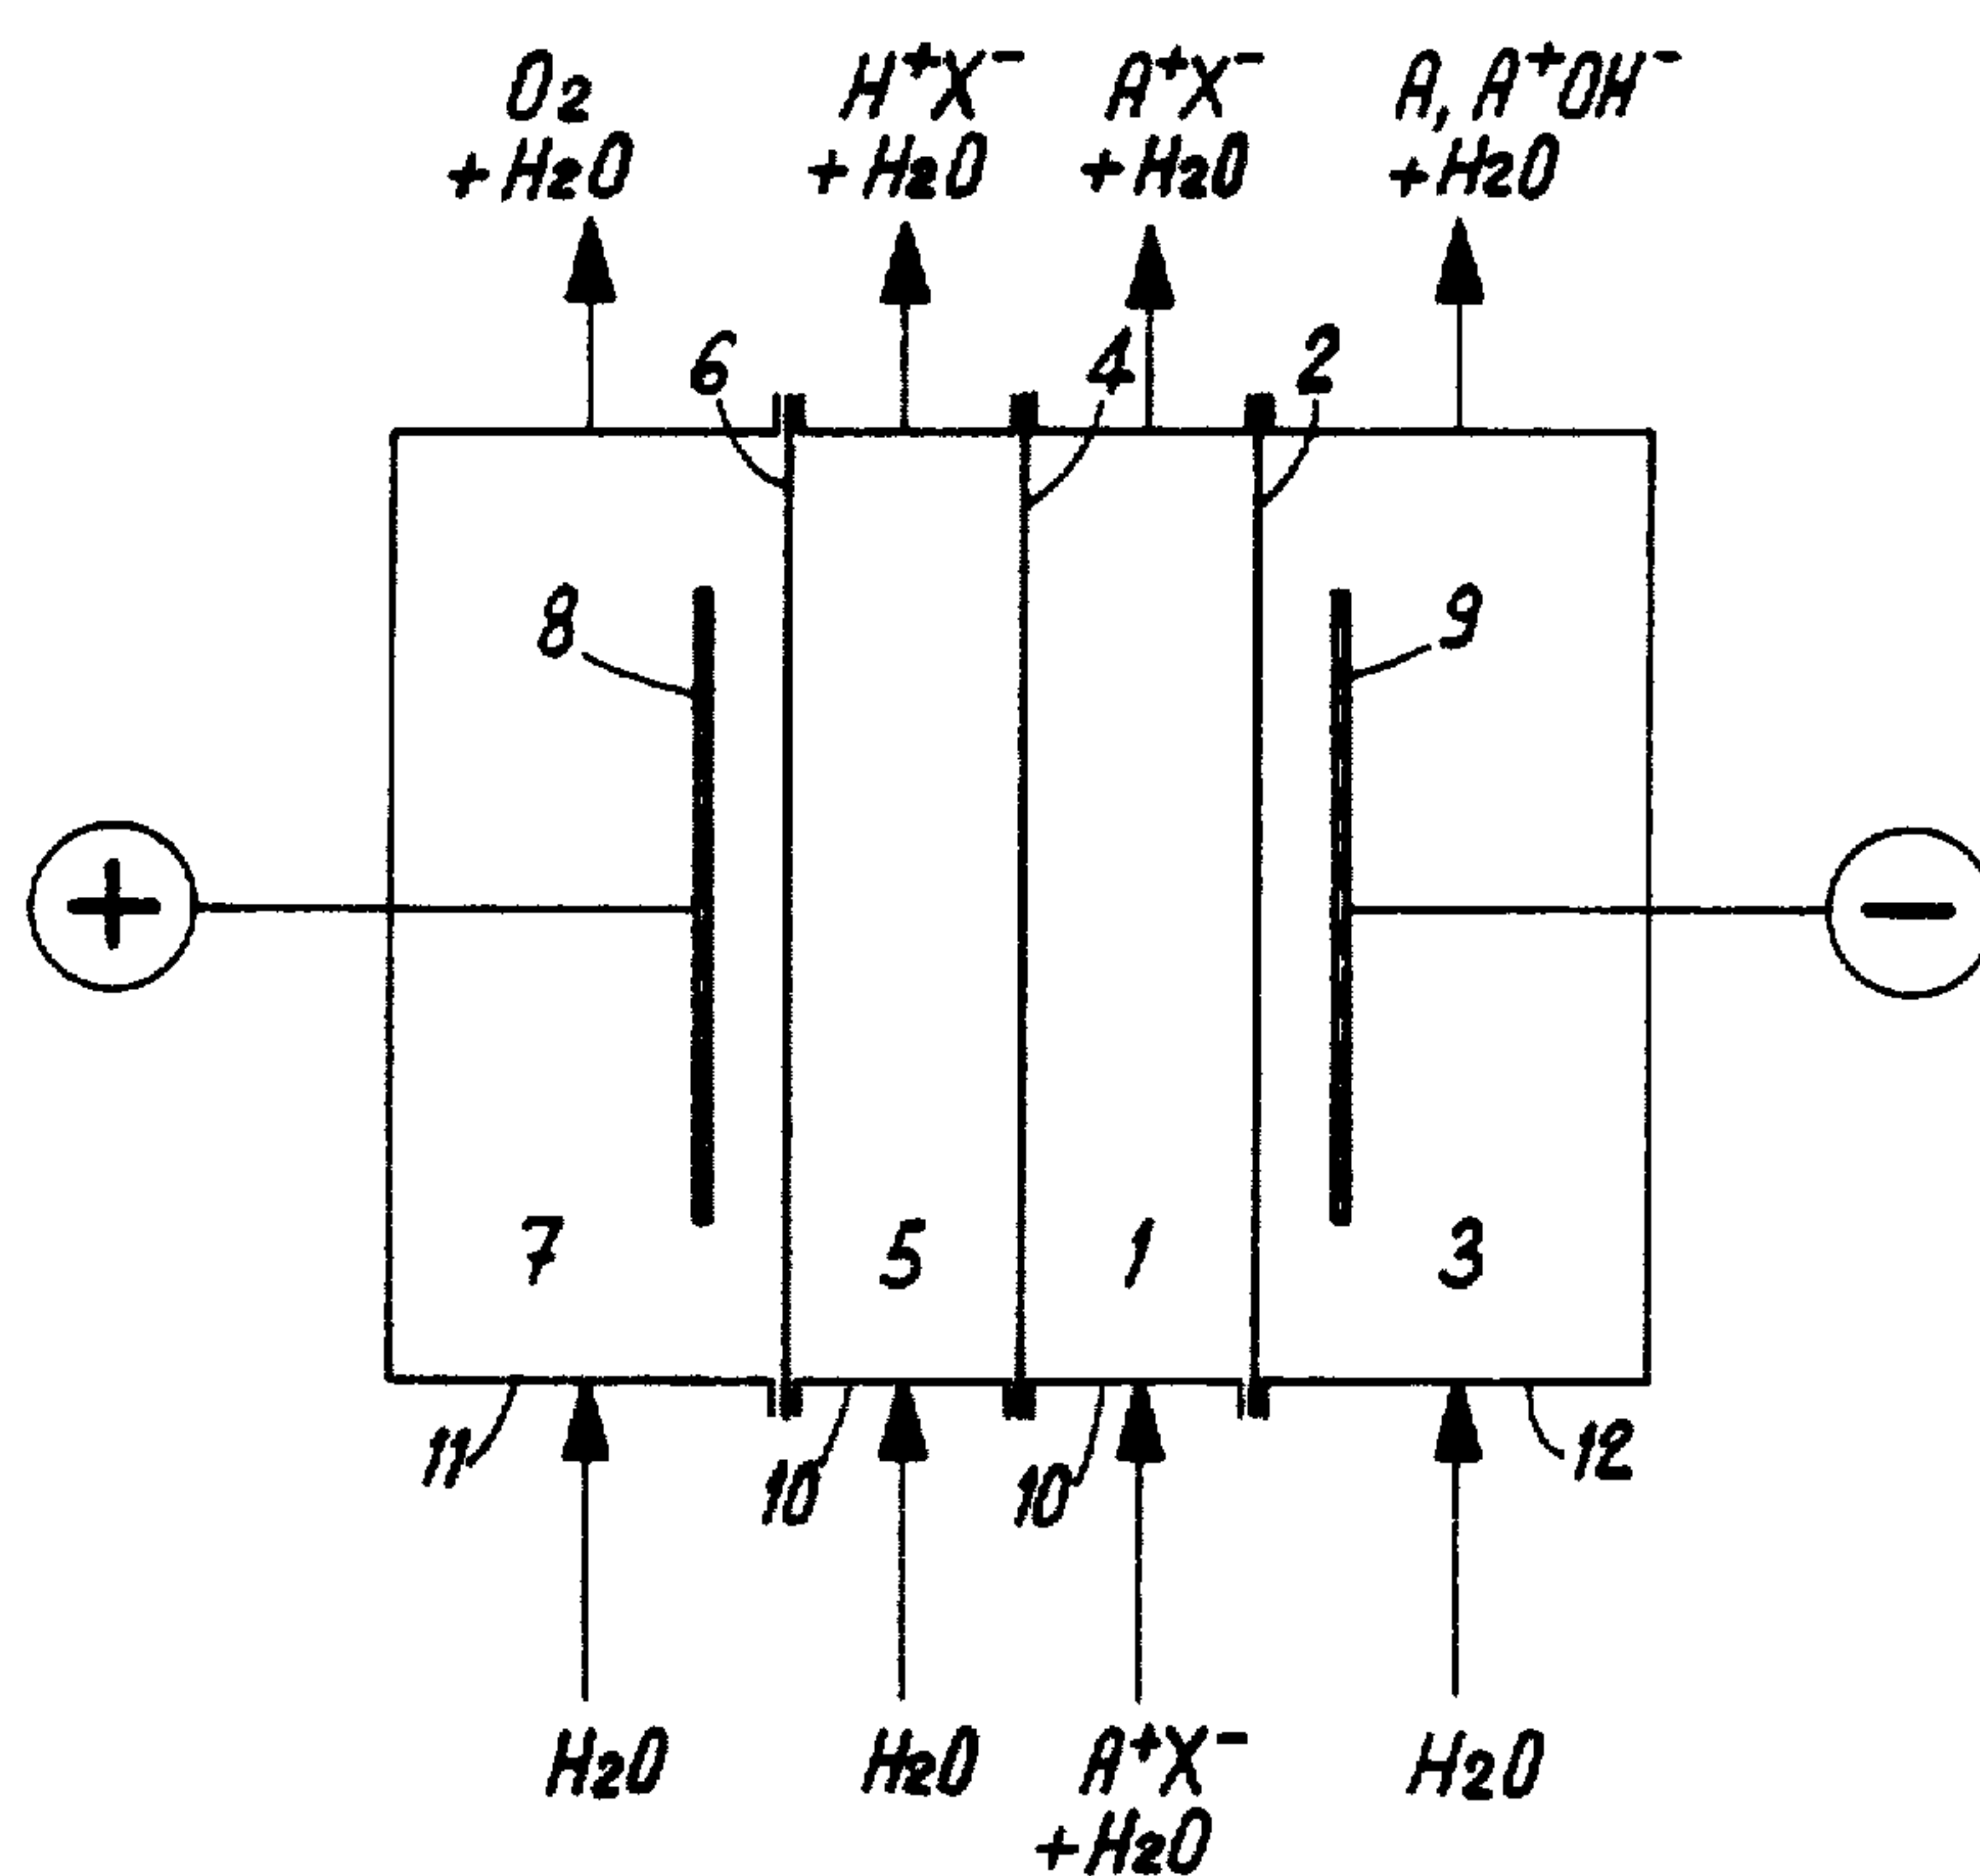 O2
+H2O
H+X-
+H2O
A+X-
+H2O
A, A+OH-
+H2O
6
4
2
8
9
+
-
7
5
1
3
11
10
10
12
H2O
H2O
A+X-
+H2O
H2O